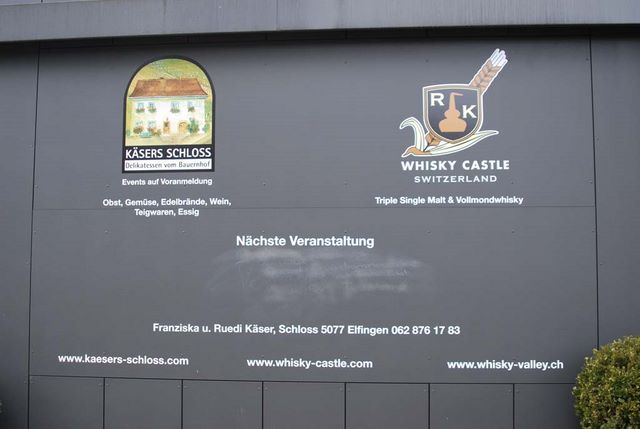 KÄSERS SCHLOSS
Delikatessen vom Bauernhof
Events auf Voranmeldung
Obst, Gemüse, Edelbrände, Wein,
Teigwaren, Essig
R K
WHISKY CASTLE
SWITZERLAND
Triple Single Malt & Vollmondwhisky
Nächste Veranstaltung
Franziska u. Ruedi Käser, Schloss 5077 Elfingen 062 876 17 83
www.kaesers-schloss.com
www.whisky-castle.com
www.whisky-valley.ch